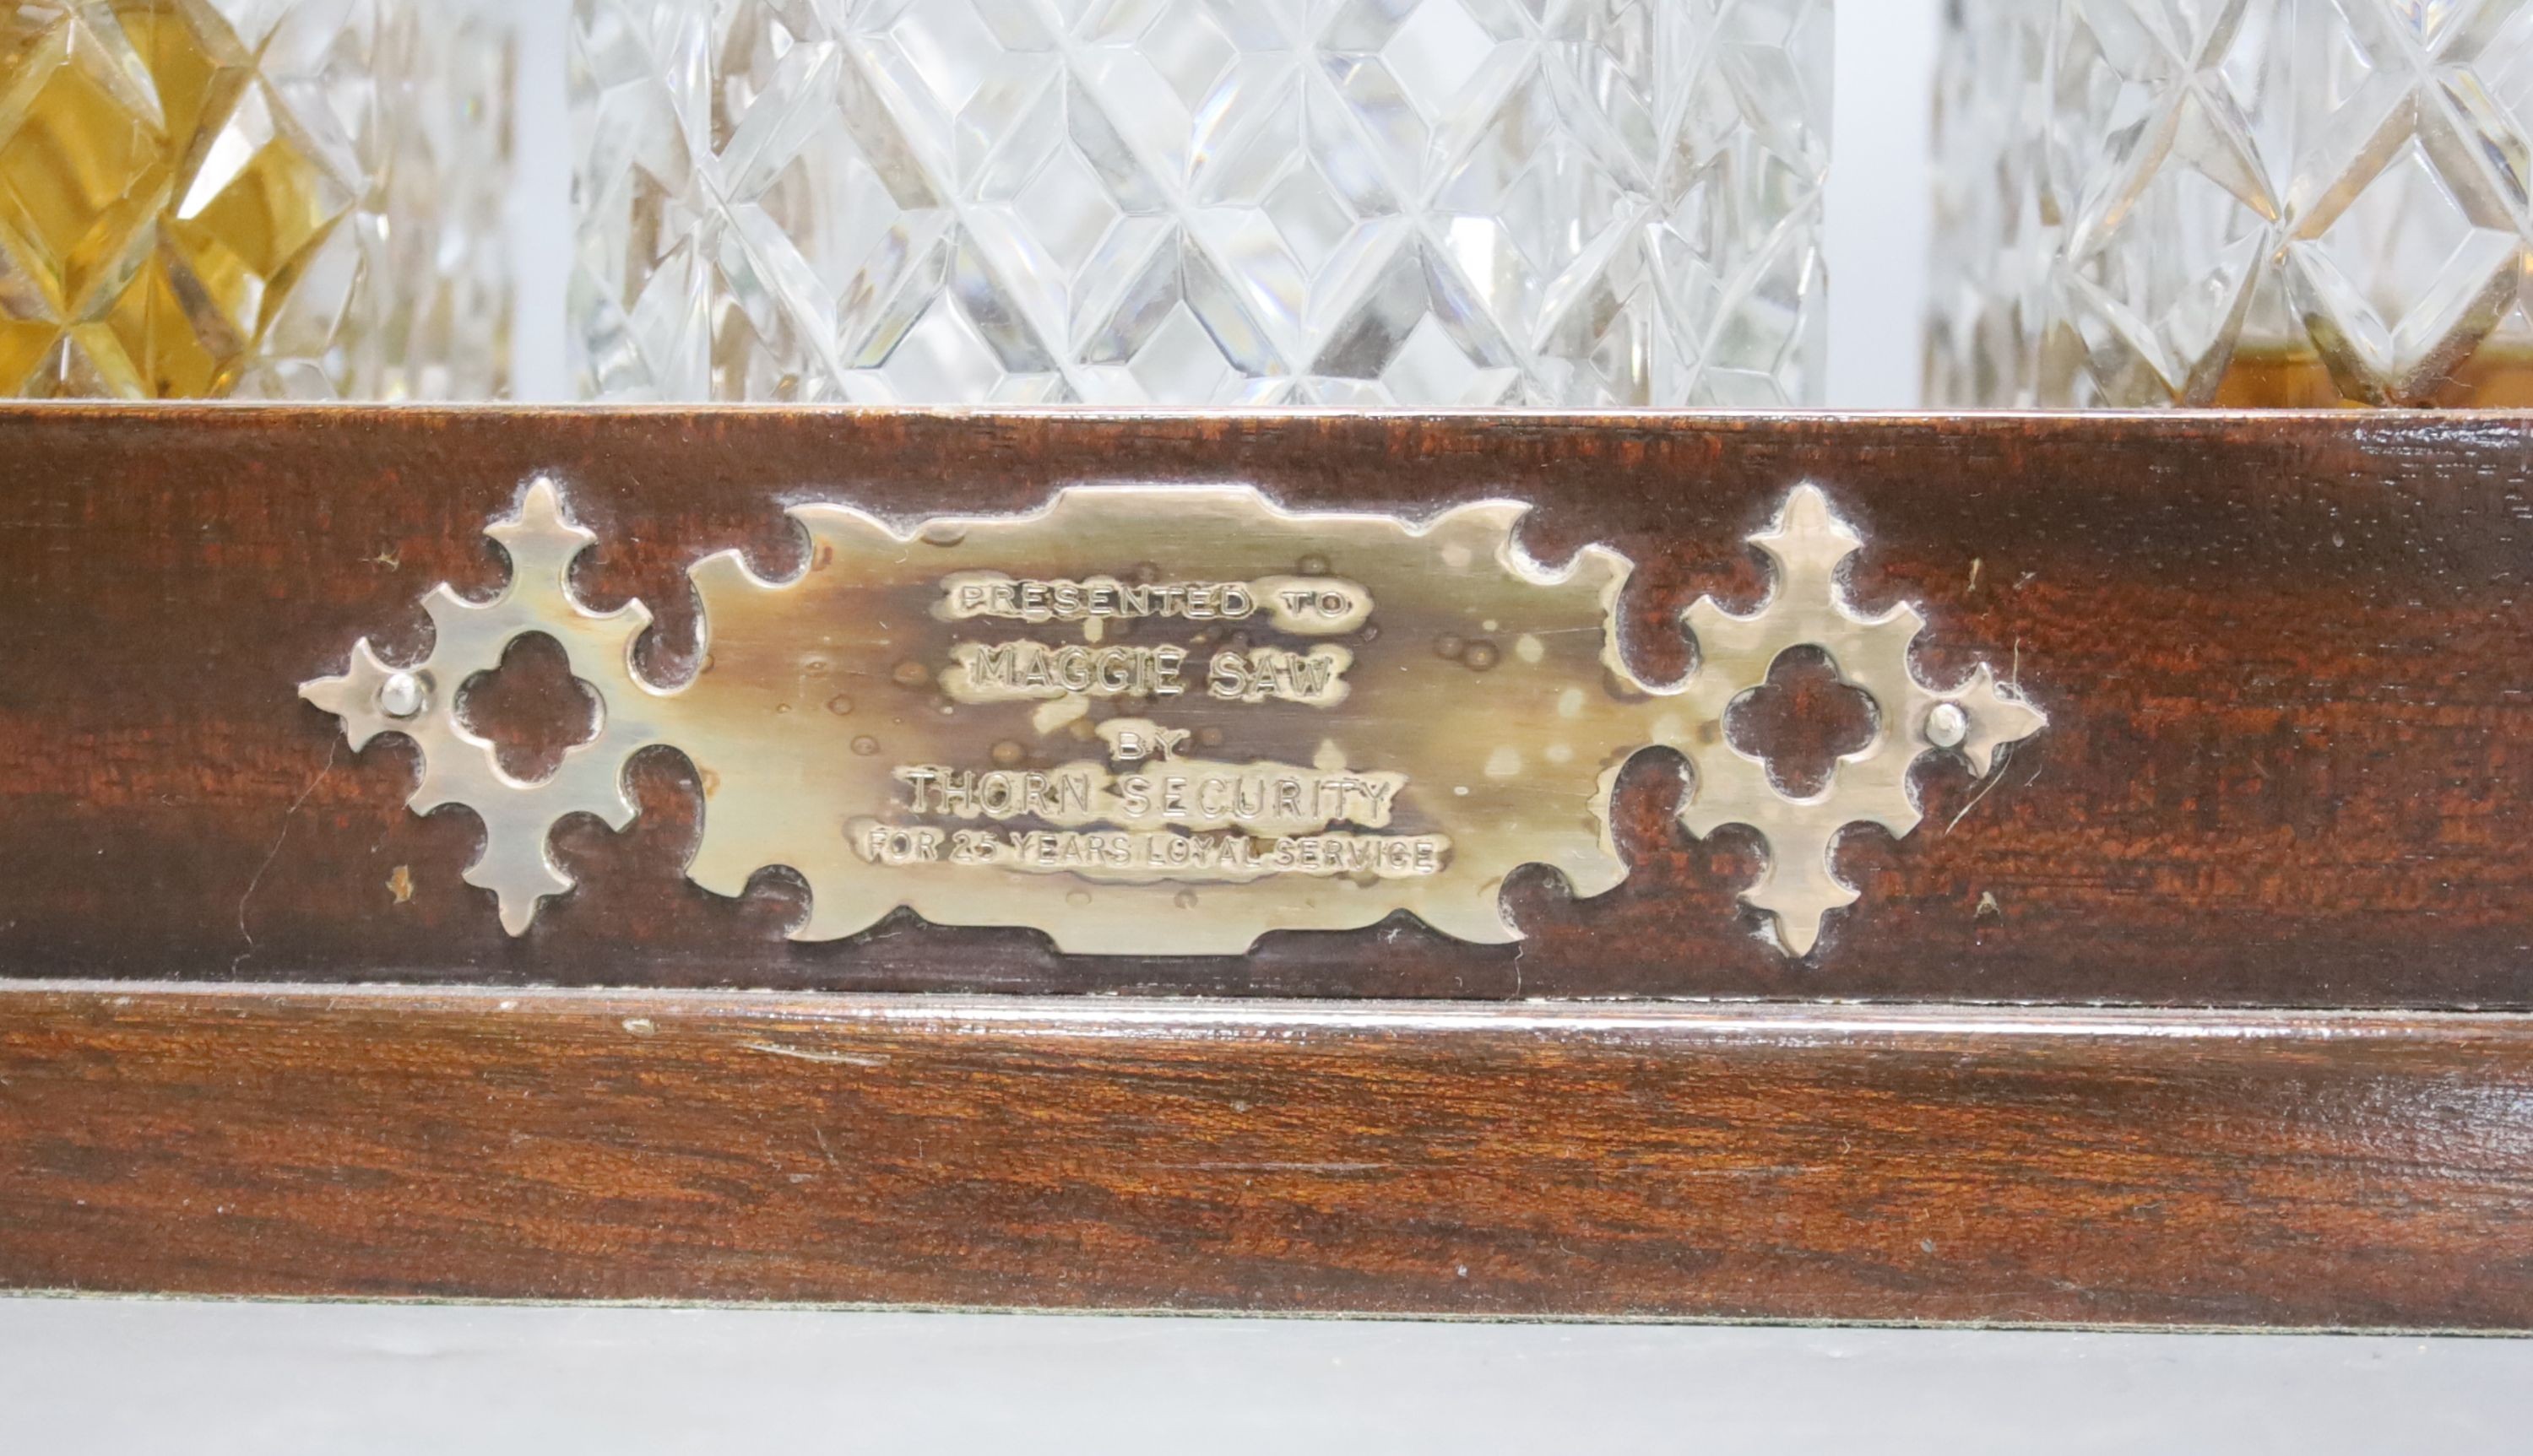 PRESENTED TO
MAGGIE SAW
BY
THORN SECURITY
FOR 25 YEARS LOYAL SERVICE